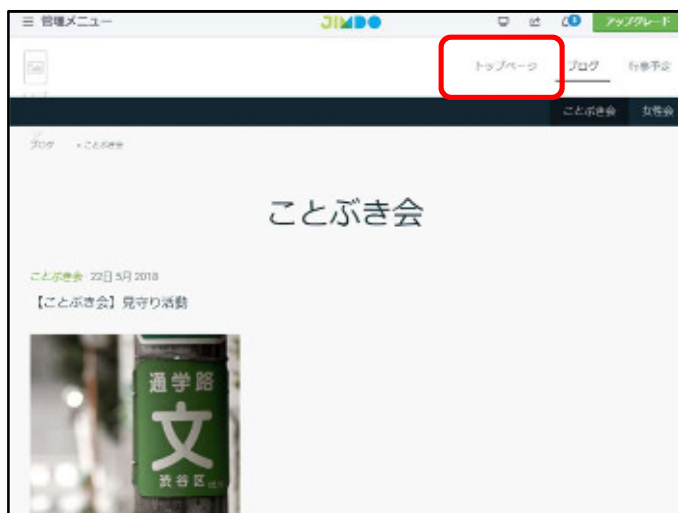 管理メニュー JIMDO アップグレード
トップページ ブログ 行事予定
ことぶき会 女性会
ブログ ・ことぶき会
ことぶき会
ことぶき会 22日 5月 2018
【ことぶき会】見守り活動
通学路
文
渋谷区